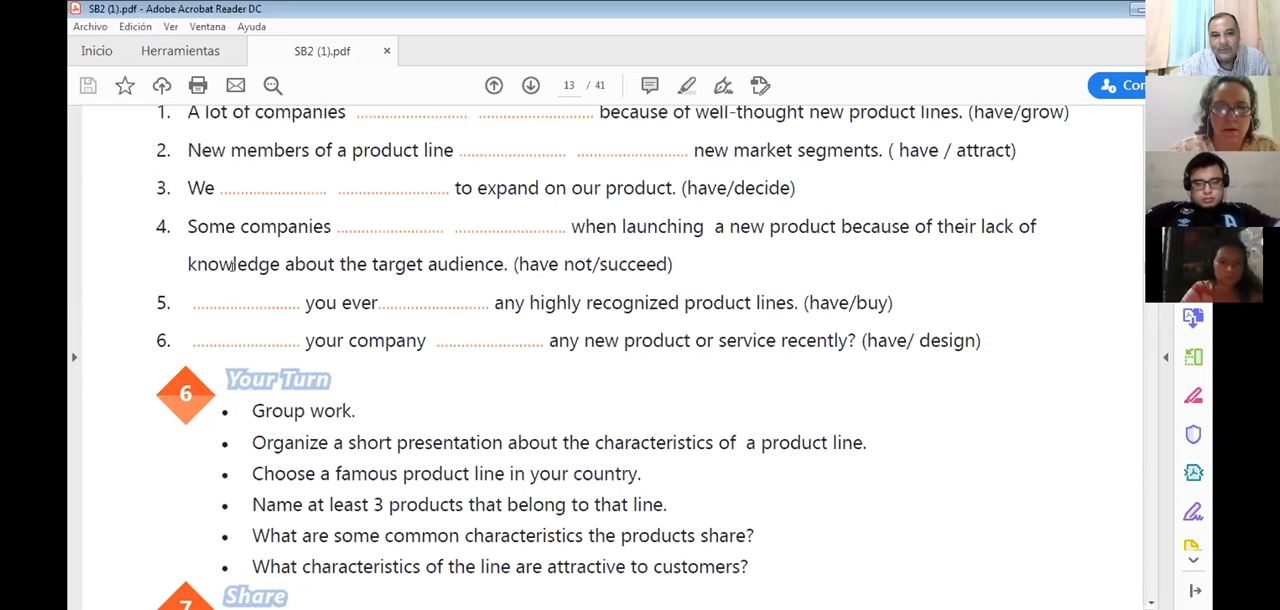 SB2 (1).pdf - Adobe Acrobat Reader DC
Archivo Edición Ver Ventana Ayuda
Inicio Herramientas SB2 (1).pdf ×
13 / 41 Cor
1. A lot of companies ........................ ........................ because of well-thought new product lines. (have/grow)
2. New members of a product line ........................ ........................ new market segments. ( have / attract)
3. We ........................ ........................ to expand on our product. (have/decide)
4. Some companies ........................ ........................ when launching a new product because of their lack of
knowledge about the target audience. (have not/succeed)
5. ........................ you ever........................ any highly recognized product lines. (have/buy)
6. ........................ your company ........................ any new product or service recently? (have/ design)
6 Your Turn
• Group work.
• Organize a short presentation about the characteristics of a product line.
• Choose a famous product line in your country.
• Name at least 3 products that belong to that line.
• What are some common characteristics the products share?
• What characteristics of the line are attractive to customers?
7 Share